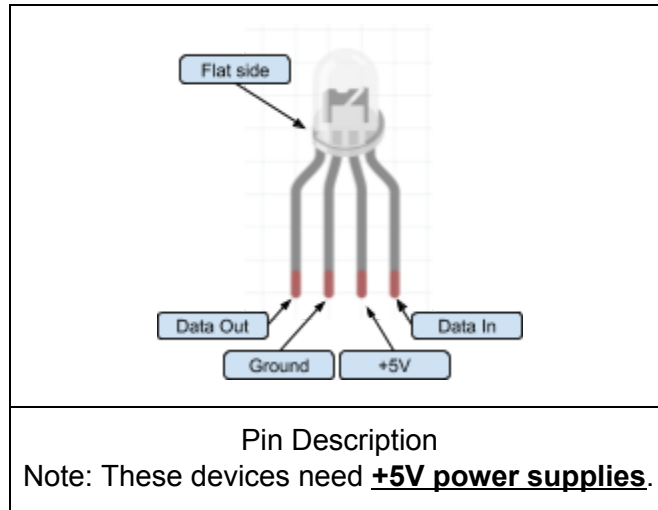 Flat side
Data Out
Data In
Ground
+5V
Pin Description
Note: These devices need +5V power supplies.